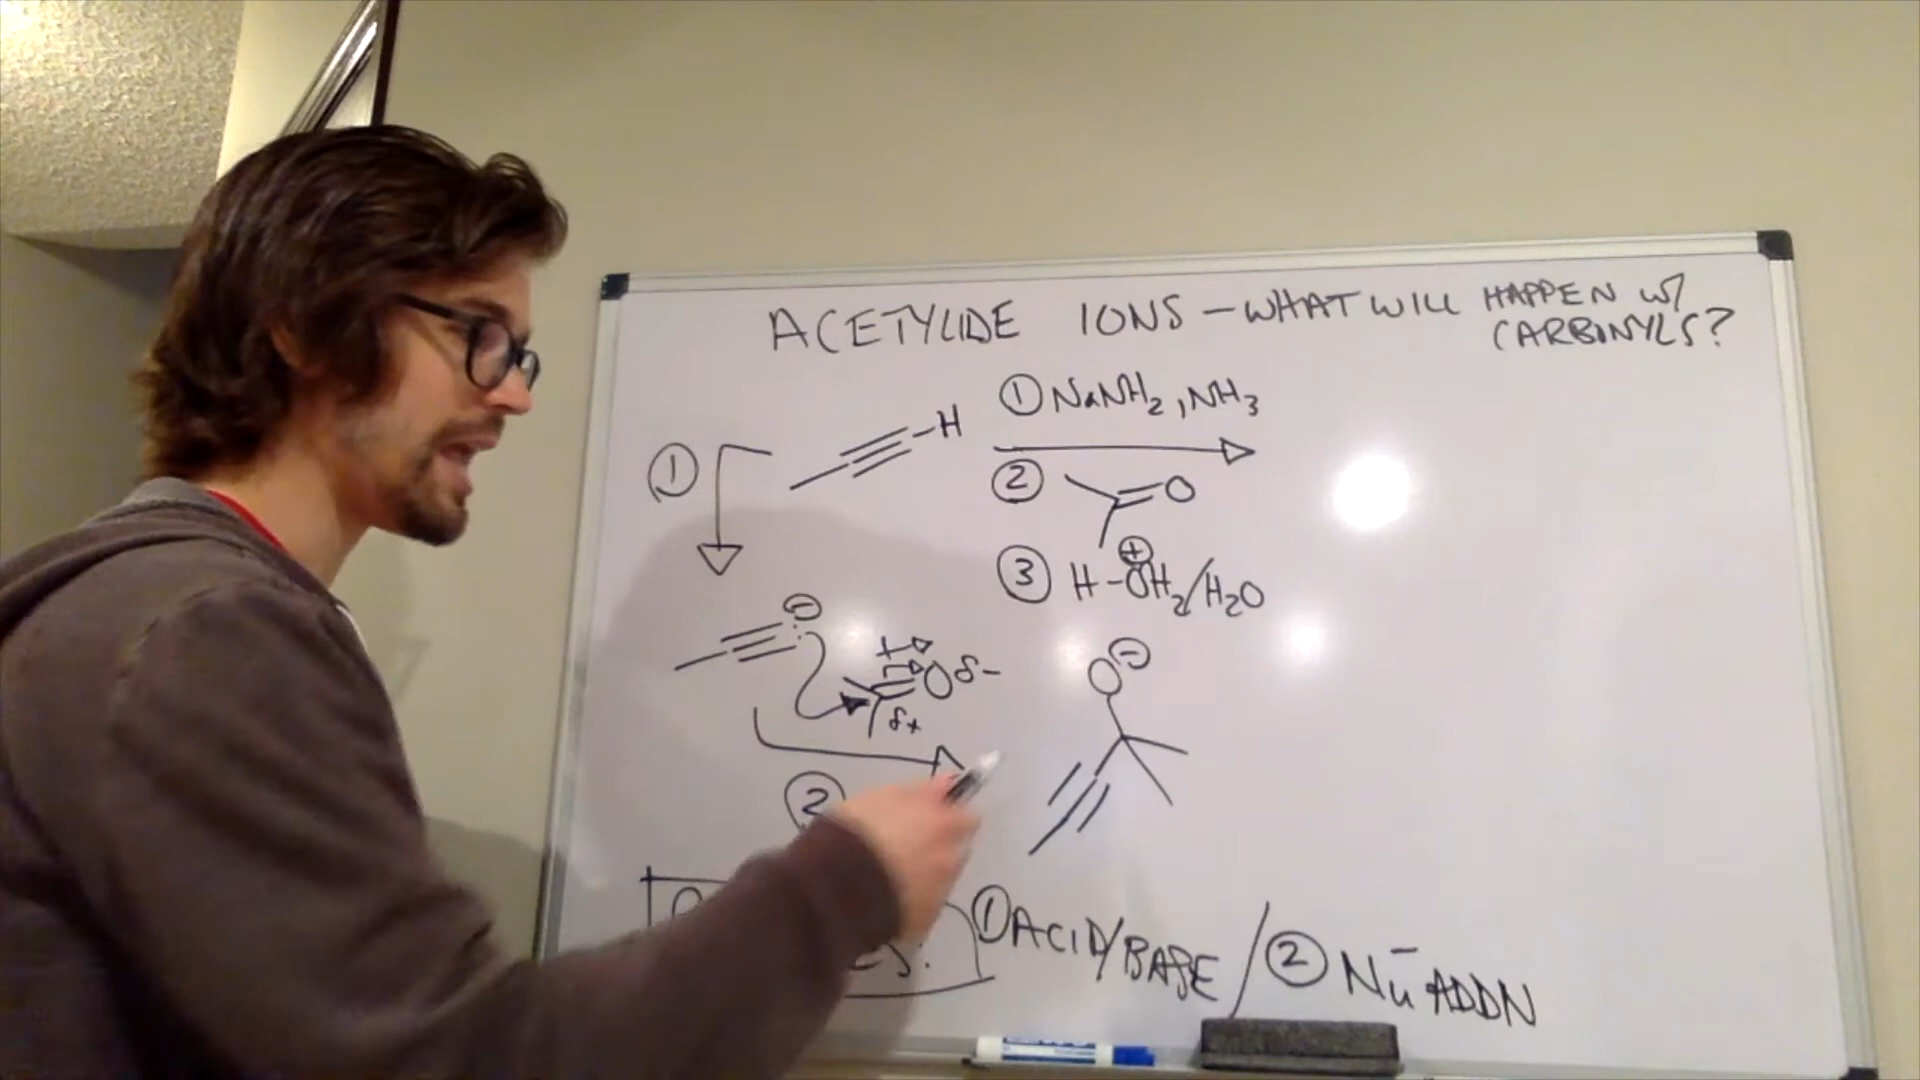 ACETYLIDE IONS – WHAT WILL HAPPEN W/
CARBONYLS?
① NaNH₂, NH₃
① H
② O
③ H-OH₂⊕/H₂O
⊖
δ+ O δ-
O⊖
②
① ACID/BASE / ② Nu⁻ ADDN